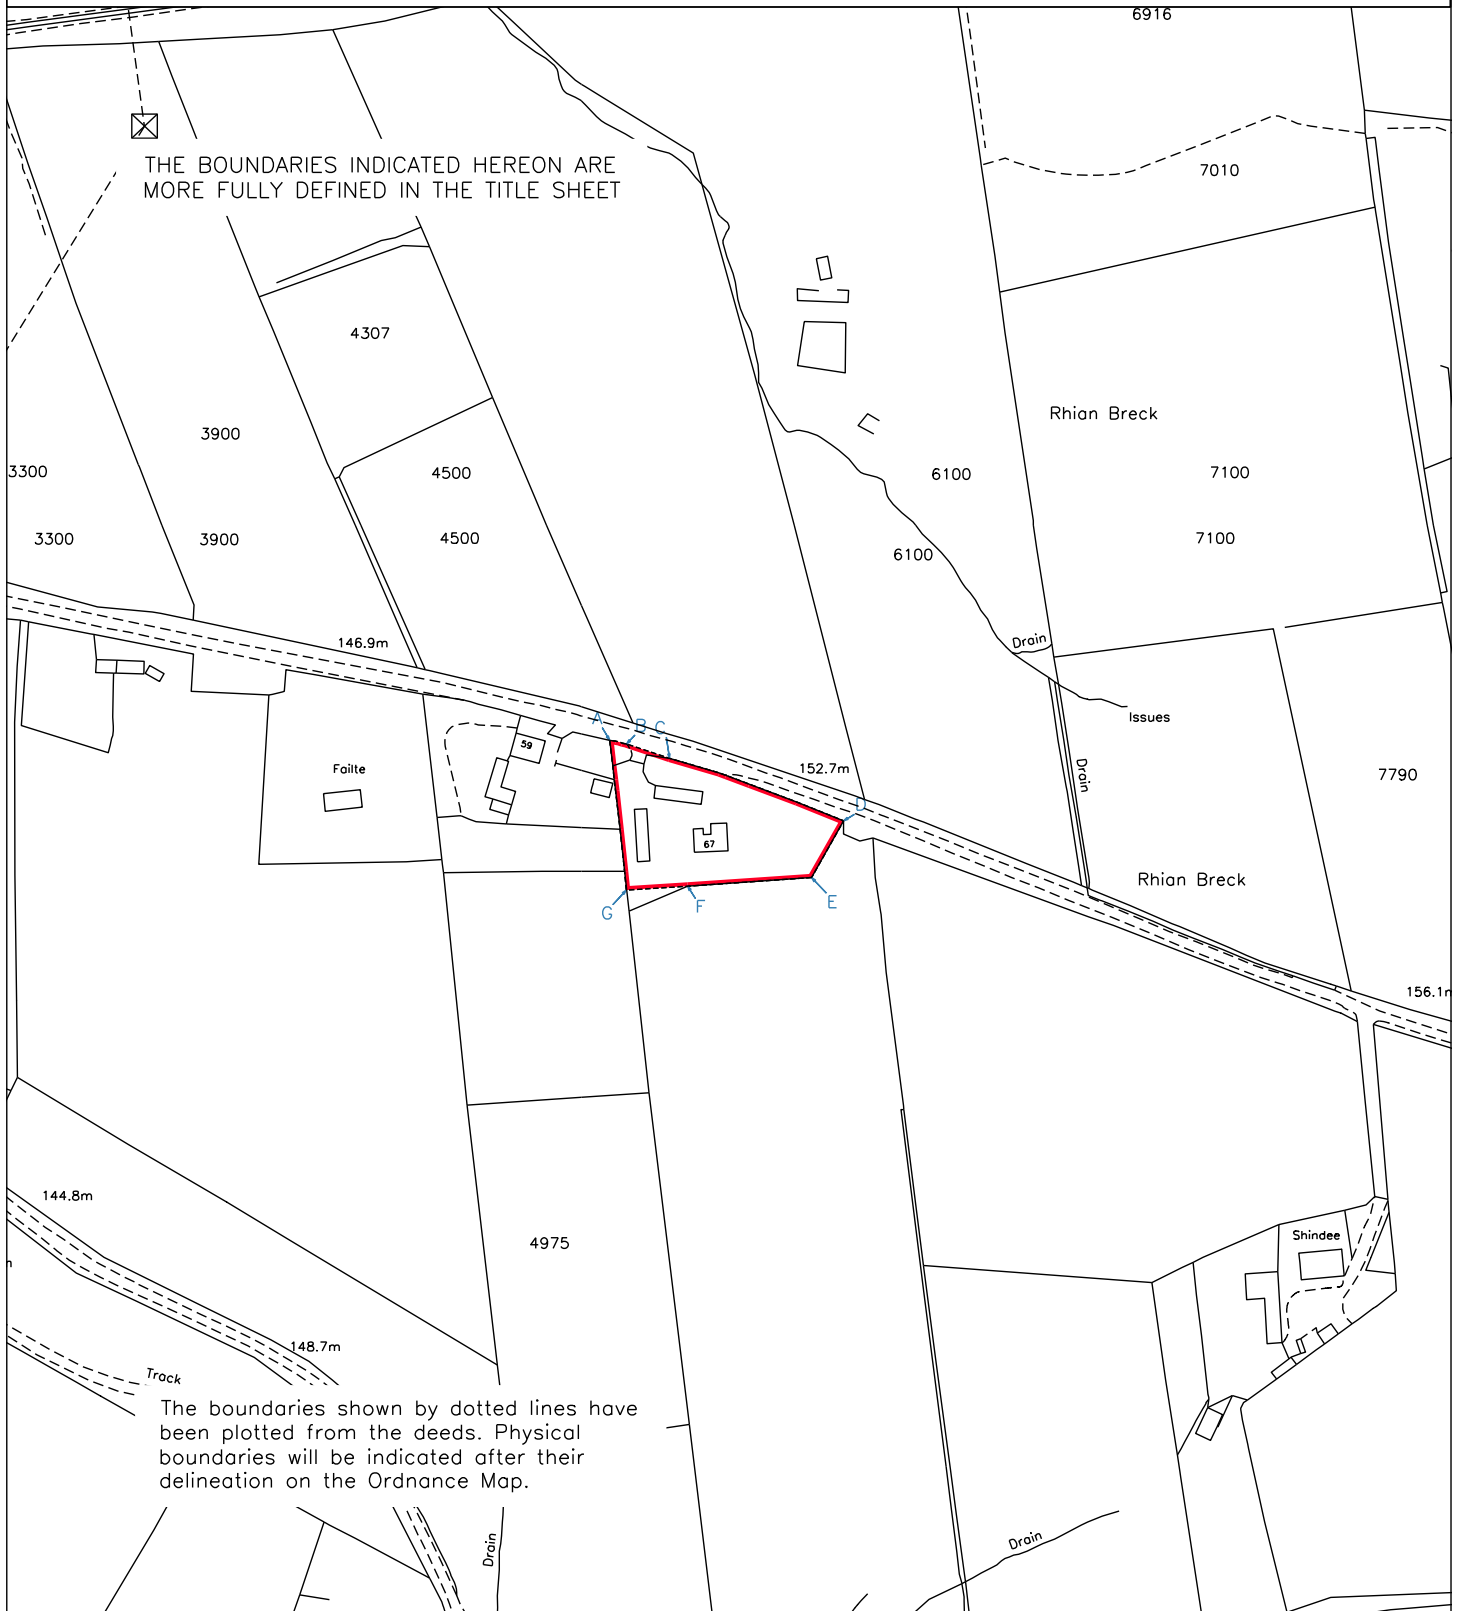 6916
THE BOUNDARIES INDICATED HEREON ARE
MORE FULLY DEFINED IN THE TITLE SHEET
7010
4307
Rhian Breck
3900
3300
4500
6100
7100
3300
3900
4500
6100
7100
Drain
146.9m
Issues
A
B
C
59
Failte
152.7m
Drain
7790
D
67
Rhian Breck
E
F
G
156.1m
144.8m
4975
Shindee
148.7m
Track
The boundaries shown by dotted lines have
been plotted from the deeds. Physical
boundaries will be indicated after their
delineation on the Ordnance Map.
Drain
Drain